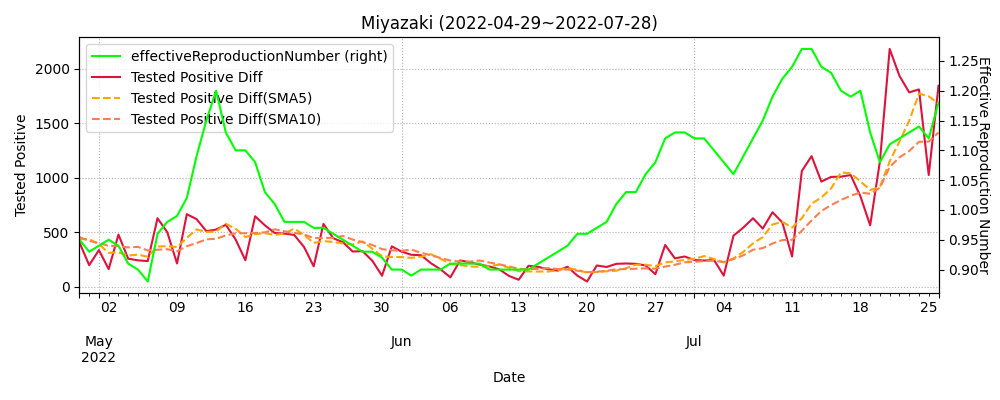 Miyazaki (2022-04-29~2022-07-28)
effectiveReproductionNumber (right)
Tested Positive Diff
Tested Positive Diff(SMA5)
Tested Positive Diff(SMA10)
Tested Positive
2000
1500
1000
500
0
Effective Reproduction Number
1.25
1.20
1.15
1.10
1.05
1.00
0.95
0.90
02 09 16 23 30 06 13 20 27 04 11 18 25
May Jun Jul
2022
Date